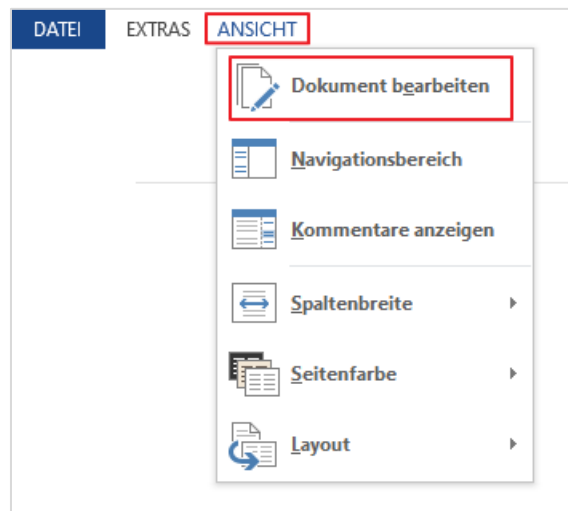 DATEI EXTRAS ANSICHT
Dokument bearbeiten
Navigationsbereich
Kommentare anzeigen
Spaltenbreite
Seitenfarbe
Layout